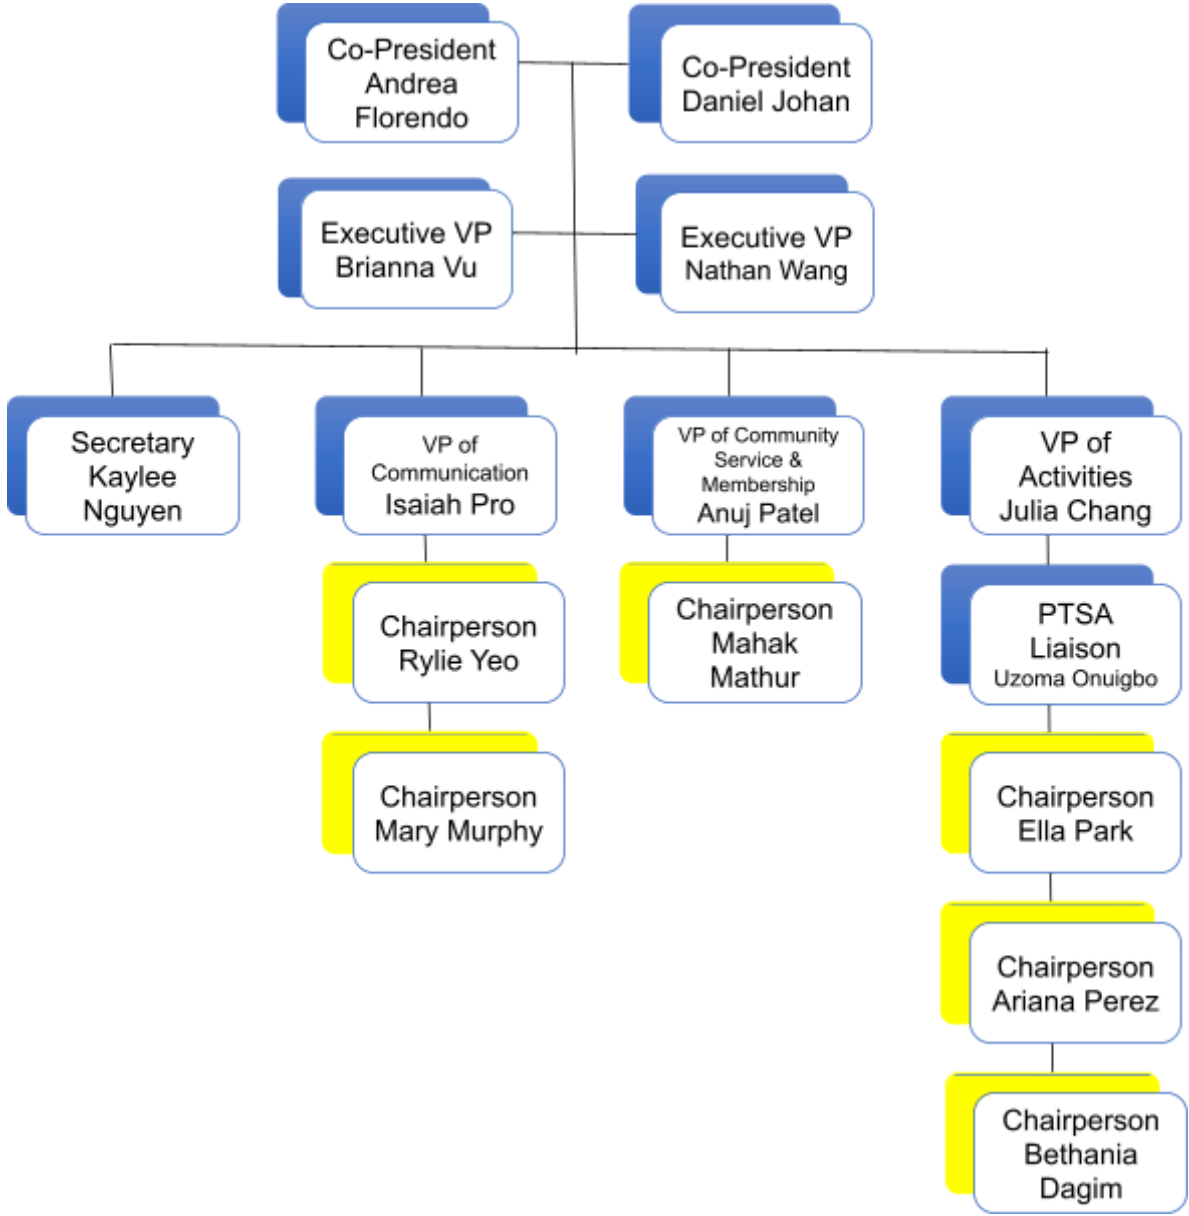 Co-President
Andrea
Florendo
Co-President
Daniel Johan
Executive VP
Brianna Vu
Executive VP
Nathan Wang
Secretary
Kaylee
Nguyen
VP of
Communication
Isaiah Pro
VP of Community
Service &
Membership
Anuj Patel
VP of
Activities
Julia Chang
Chairperson
Rylie Yeo
Chairperson
Mahak
Mathur
PTSA
Liaison
Uzoma Onuigbo
Chairperson
Mary Murphy
Chairperson
Ella Park
Chairperson
Ariana Perez
Chairperson
Bethania
Dagim